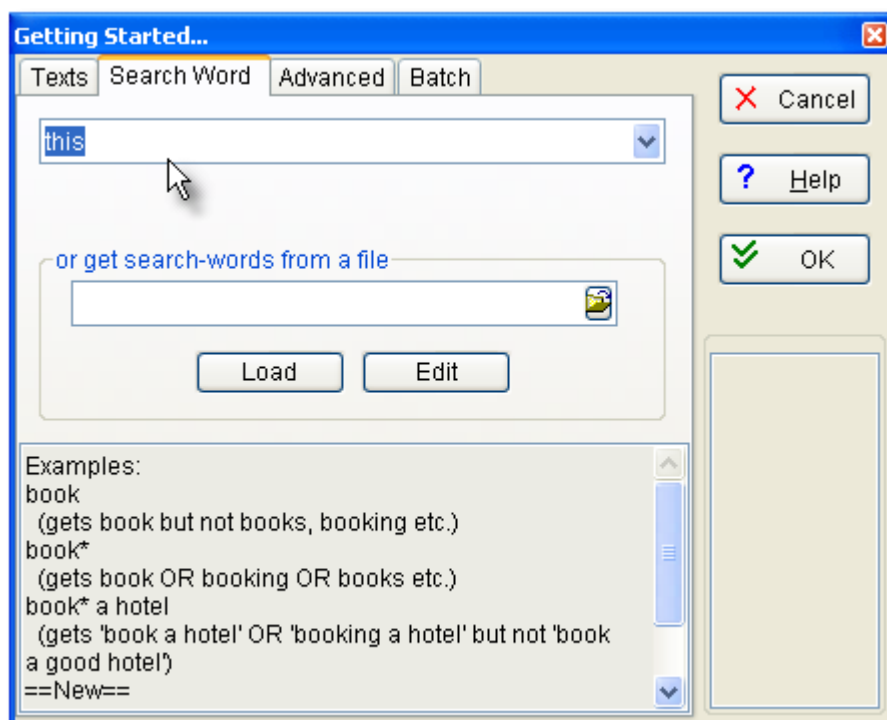 Getting Started...
Texts
Search Word
Advanced
Batch
Cancel
this
? Help
or get search-words from a file
OK
Load
Edit
Examples:
book
(gets book but not books, booking etc.)
book*
(gets book OR booking OR books etc.)
book* a hotel
(gets 'book a hotel' OR 'booking a hotel' but not 'book
a good hotel')
==New==